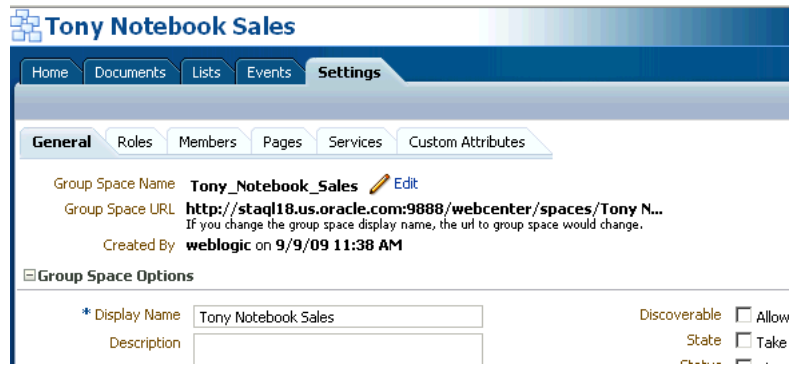 Tony Notebook Sales
Home Documents Lists Events Settings
General Roles Members Pages Services Custom Attributes
Group Space Name Tony_Notebook_Sales Edit
Group Space URL http://staql18.us.oracle.com:9888/webcenter/spaces/Tony N...
If you change the group space display name, the url to group space would change.
Created By weblogic on 9/9/09 11:38 AM
Group Space Options
* Display Name Tony Notebook Sales Discoverable Allow
Description State Take
Status